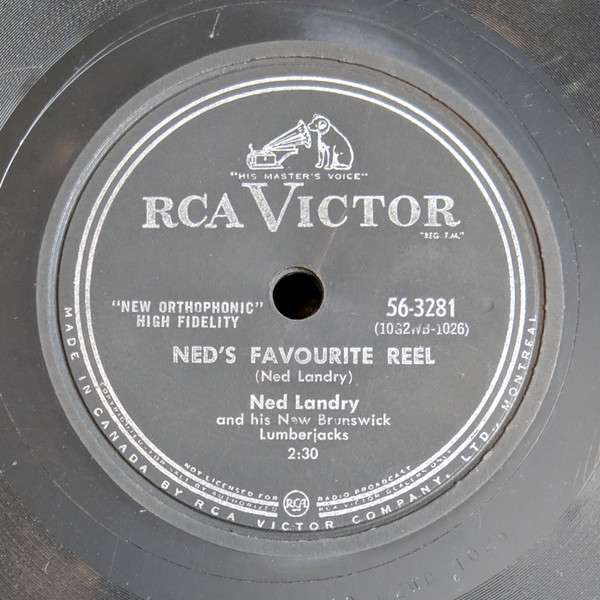 "HIS MASTER'S VOICE"
RCA VICTOR
"REG. T.M."
"NEW ORTHOPHONIC"
HIGH FIDELITY
56-3281
(1032WB-1026)
NED'S FAVOURITE REEL
(Ned Landry)
Ned Landry
and his New Brunswick
Lumberjacks
2:30
NOT LICENSED FOR RADIO BROADCAST
RCA
MADE IN CANADA BY RCA VICTOR COMPANY, LTD., MONTREAL